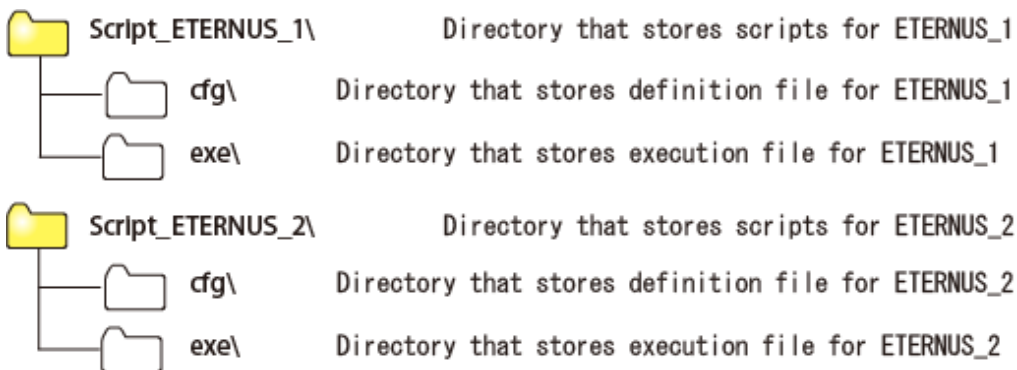 Script_ETERNUS_1\ Directory that stores scripts for ETERNUS_1
cfg\ Directory that stores definition file for ETERNUS_1
exe\ Directory that stores execution file for ETERNUS_1
Script_ETERNUS_2\ Directory that stores scripts for ETERNUS_2
cfg\ Directory that stores definition file for ETERNUS_2
exe\ Directory that stores execution file for ETERNUS_2